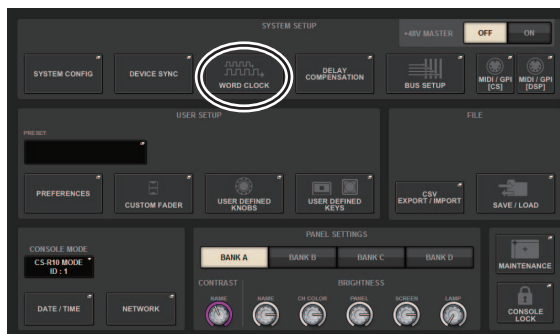 SYSTEM SETUP
+48V MASTER
OFF
ON
SYSTEM CONFIG
DEVICE SYNC
WORD CLOCK
DELAY
COMPENSATION
BUS SETUP
MIDI / GPI
[CS]
MIDI / GPI
[DSP]
USER SETUP
PRESET
PREFERENCES
CUSTOM FADER
USER DEFINED
KNOBS
USER DEFINED
KEYS
FILE
CSV
EXPORT / IMPORT
SAVE / LOAD
CONSOLE MODE
CS-R10 MODE
ID : 1
DATE / TIME
NETWORK
PANEL SETTINGS
BANK A
BANK B
BANK C
BANK D
CONTRAST
BRIGHTNESS
NAME
NAME
CH COLOR
PANEL
SCREEN
LAMP
MAINTENANCE
CONSOLE
LOCK